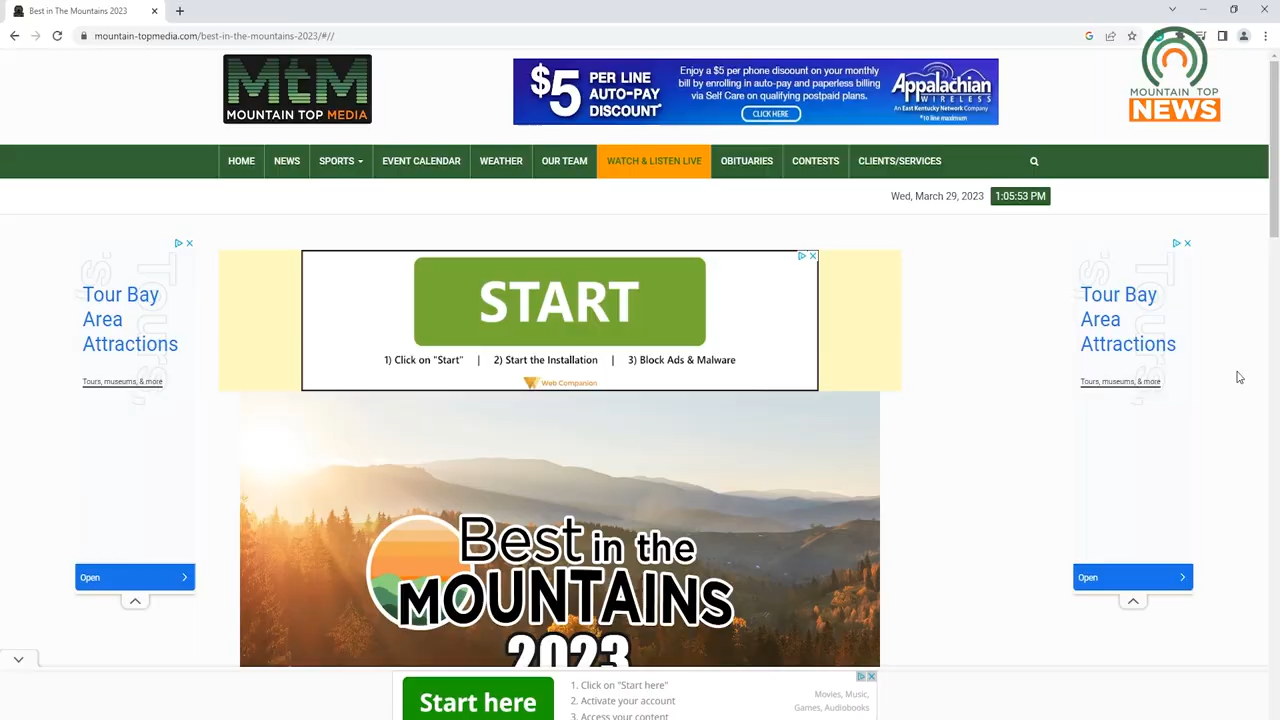 Best in The Mountains 2023
mountain-topmedia.com/best-in-the-mountains-2023/#//
MTM
MOUNTAIN TOP MEDIA
$5 PER LINE
AUTO-PAY
DISCOUNT*
Enjoy a $5 per phone discount on your monthly
bill by enrolling in auto-pay and paperless billing
via Self Care on qualifying postpaid plans.
CLICK HERE
Appalachian
WIRELESS
An East Kentucky Network Company
*10 line maximum
MOUNTAIN TOP
NEWS
HOME NEWS SPORTS EVENT CALENDAR WEATHER OUR TEAM WATCH & LISTEN LIVE OBITUARIES CONTESTS CLIENTS/SERVICES
Wed, March 29, 2023 1:05:53 PM
Tour Bay
Area
Attractions
Tours, museums, & more
Open
START
1) Click on "Start" | 2) Start the Installation | 3) Block Ads & Malware
Web Companion
Tour Bay
Area
Attractions
Tours, museums, & more
Open
Best in the
MOUNTAINS
2023
Start here
1. Click on "Start here"
2. Activate your account
3. Access your content
Movies, Music,
Games, Audiobooks